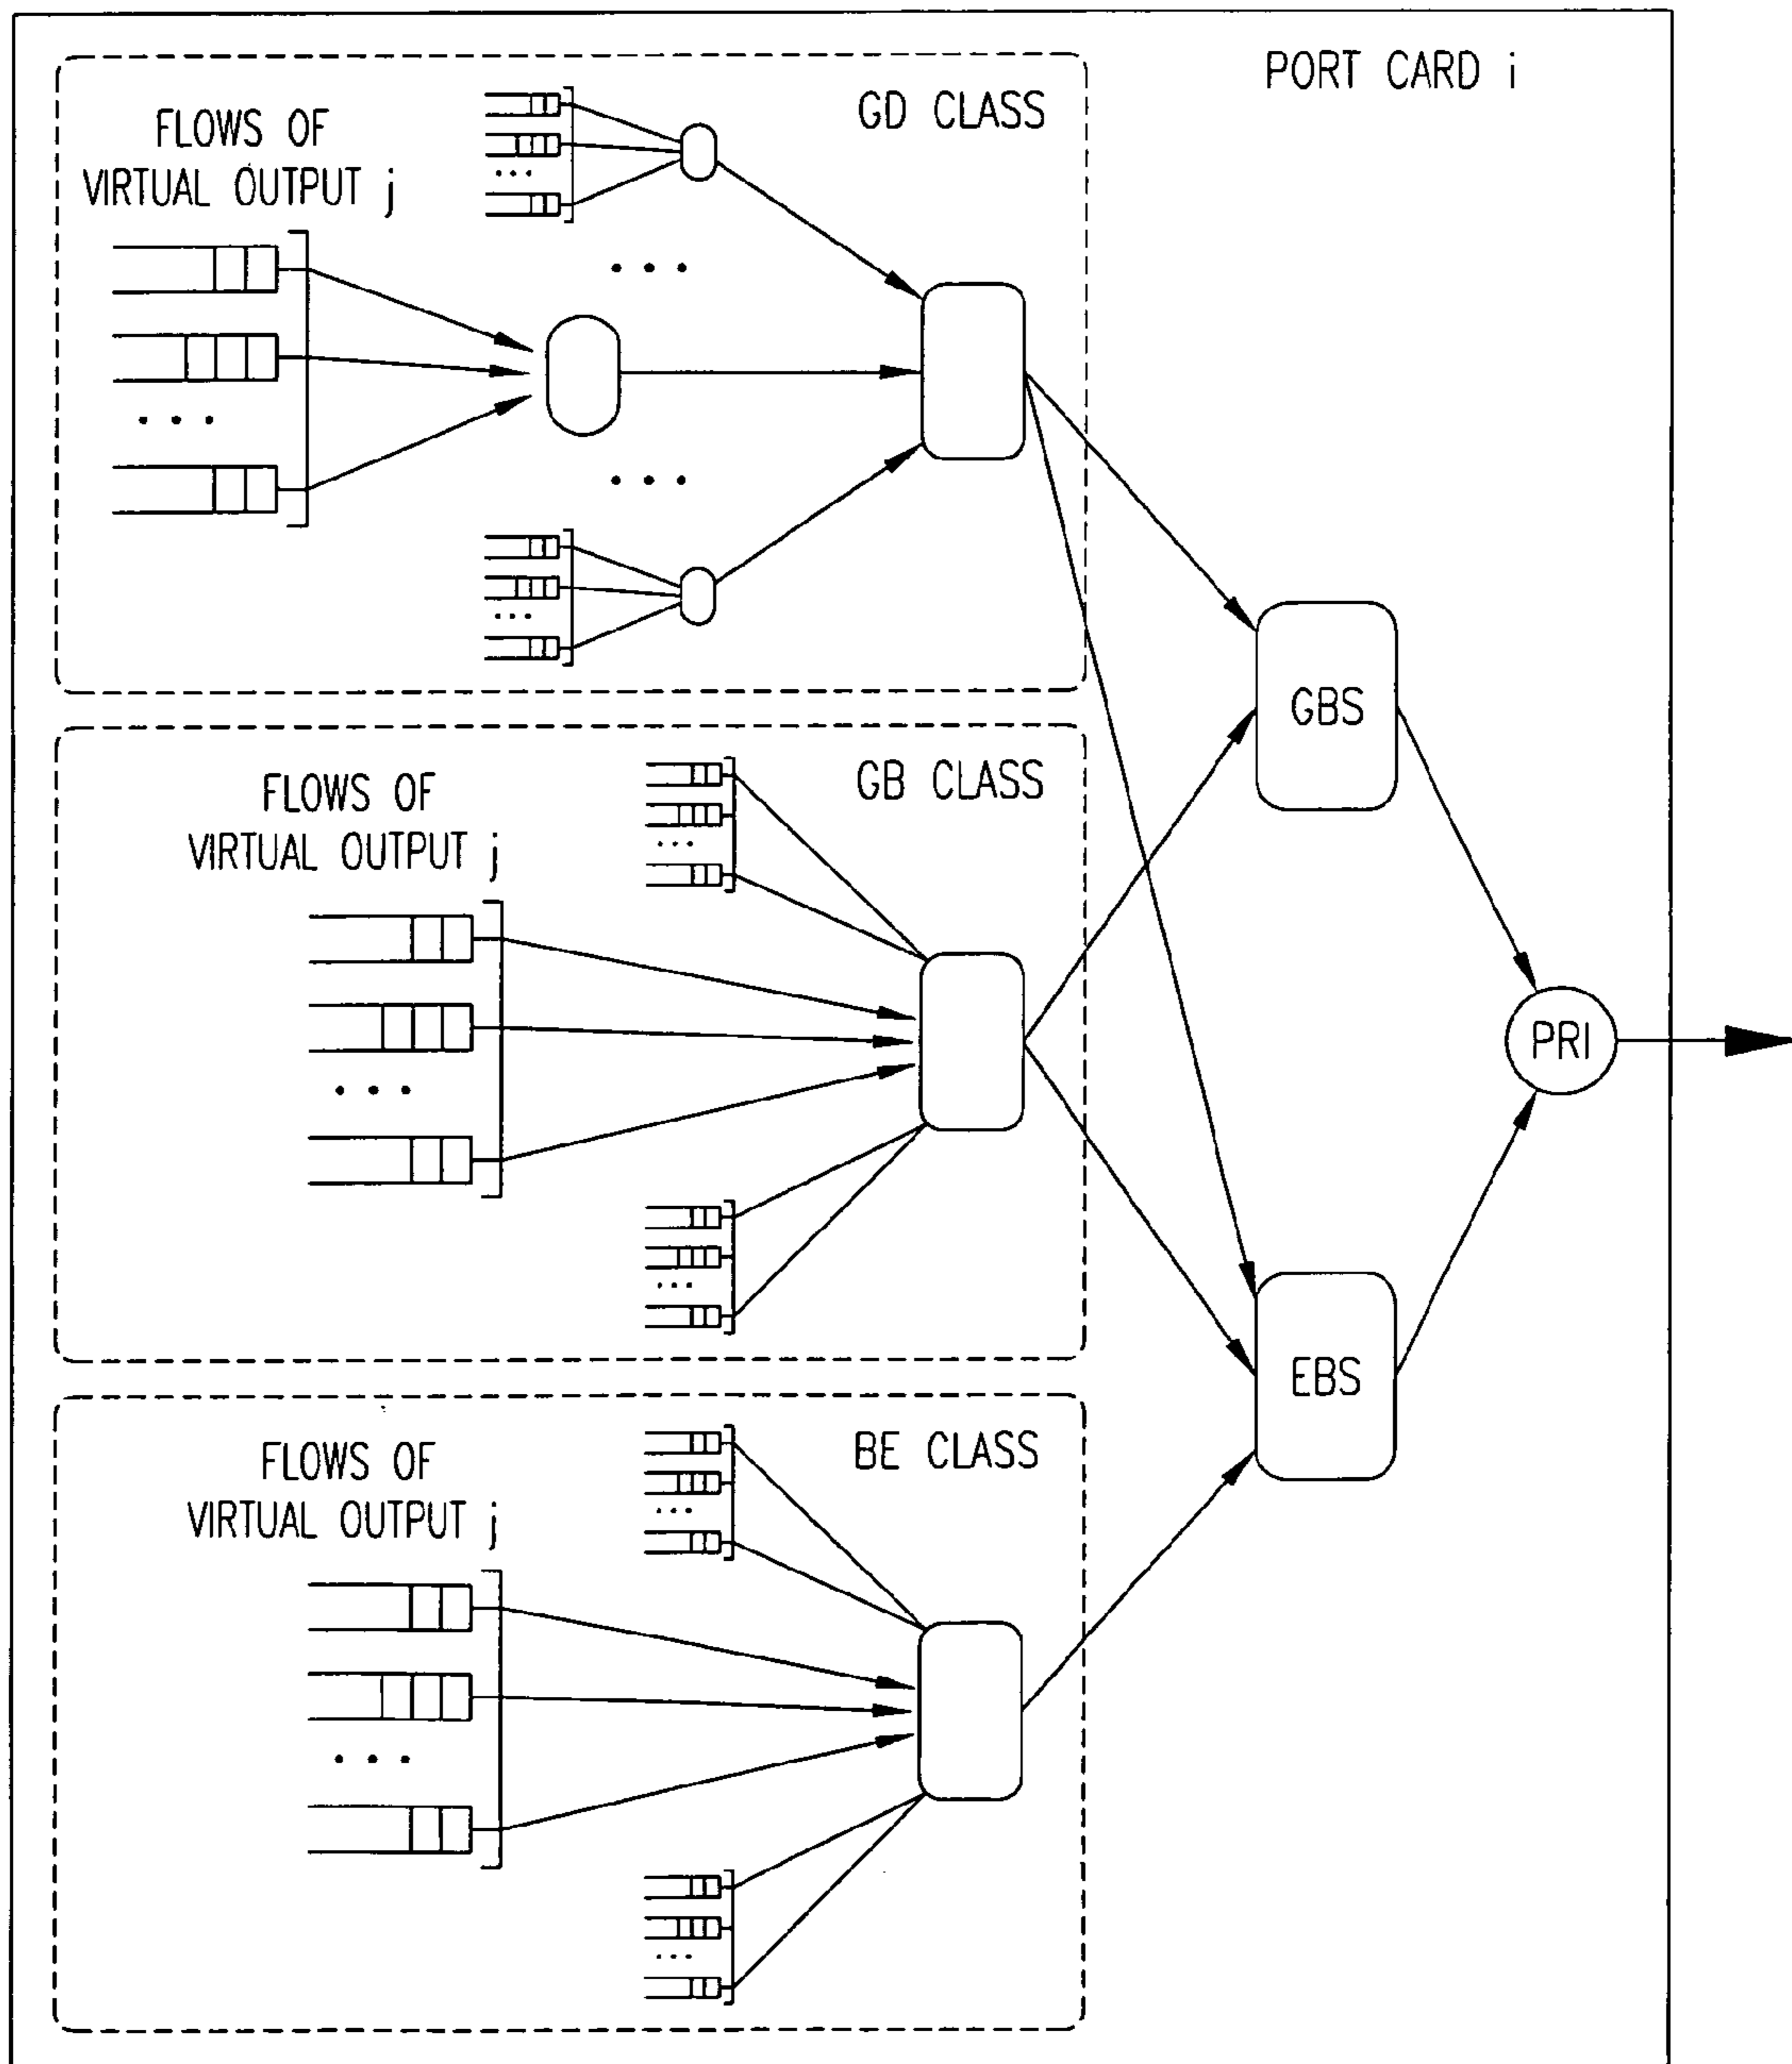 PORT CARD i
GD CLASS
FLOWS OF
VIRTUAL OUTPUT j
GBS
GB CLASS
FLOWS OF
VIRTUAL OUTPUT j
PRI
EBS
BE CLASS
FLOWS OF
VIRTUAL OUTPUT j